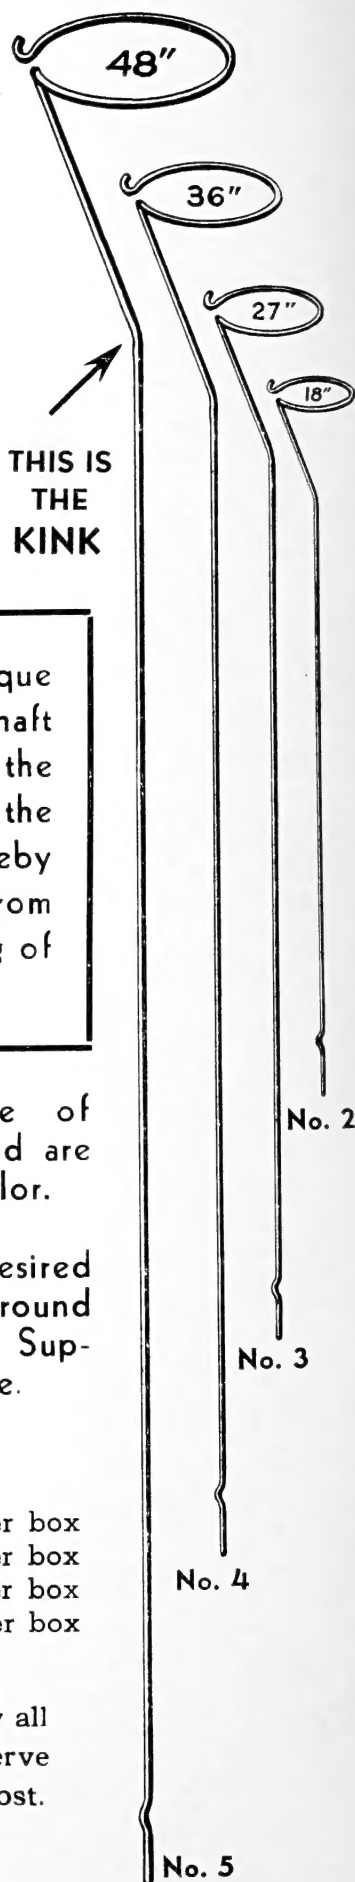 48"
36"
27"
18"
THIS IS
THE
KINK
que
haft
the
the
eby
rom
g of
No. 2
e of
d are
lor.
esired
round
Sup-
e.
No. 3
er box
er box
er box
er box
No. 4
all
erve
ost.
No. 5